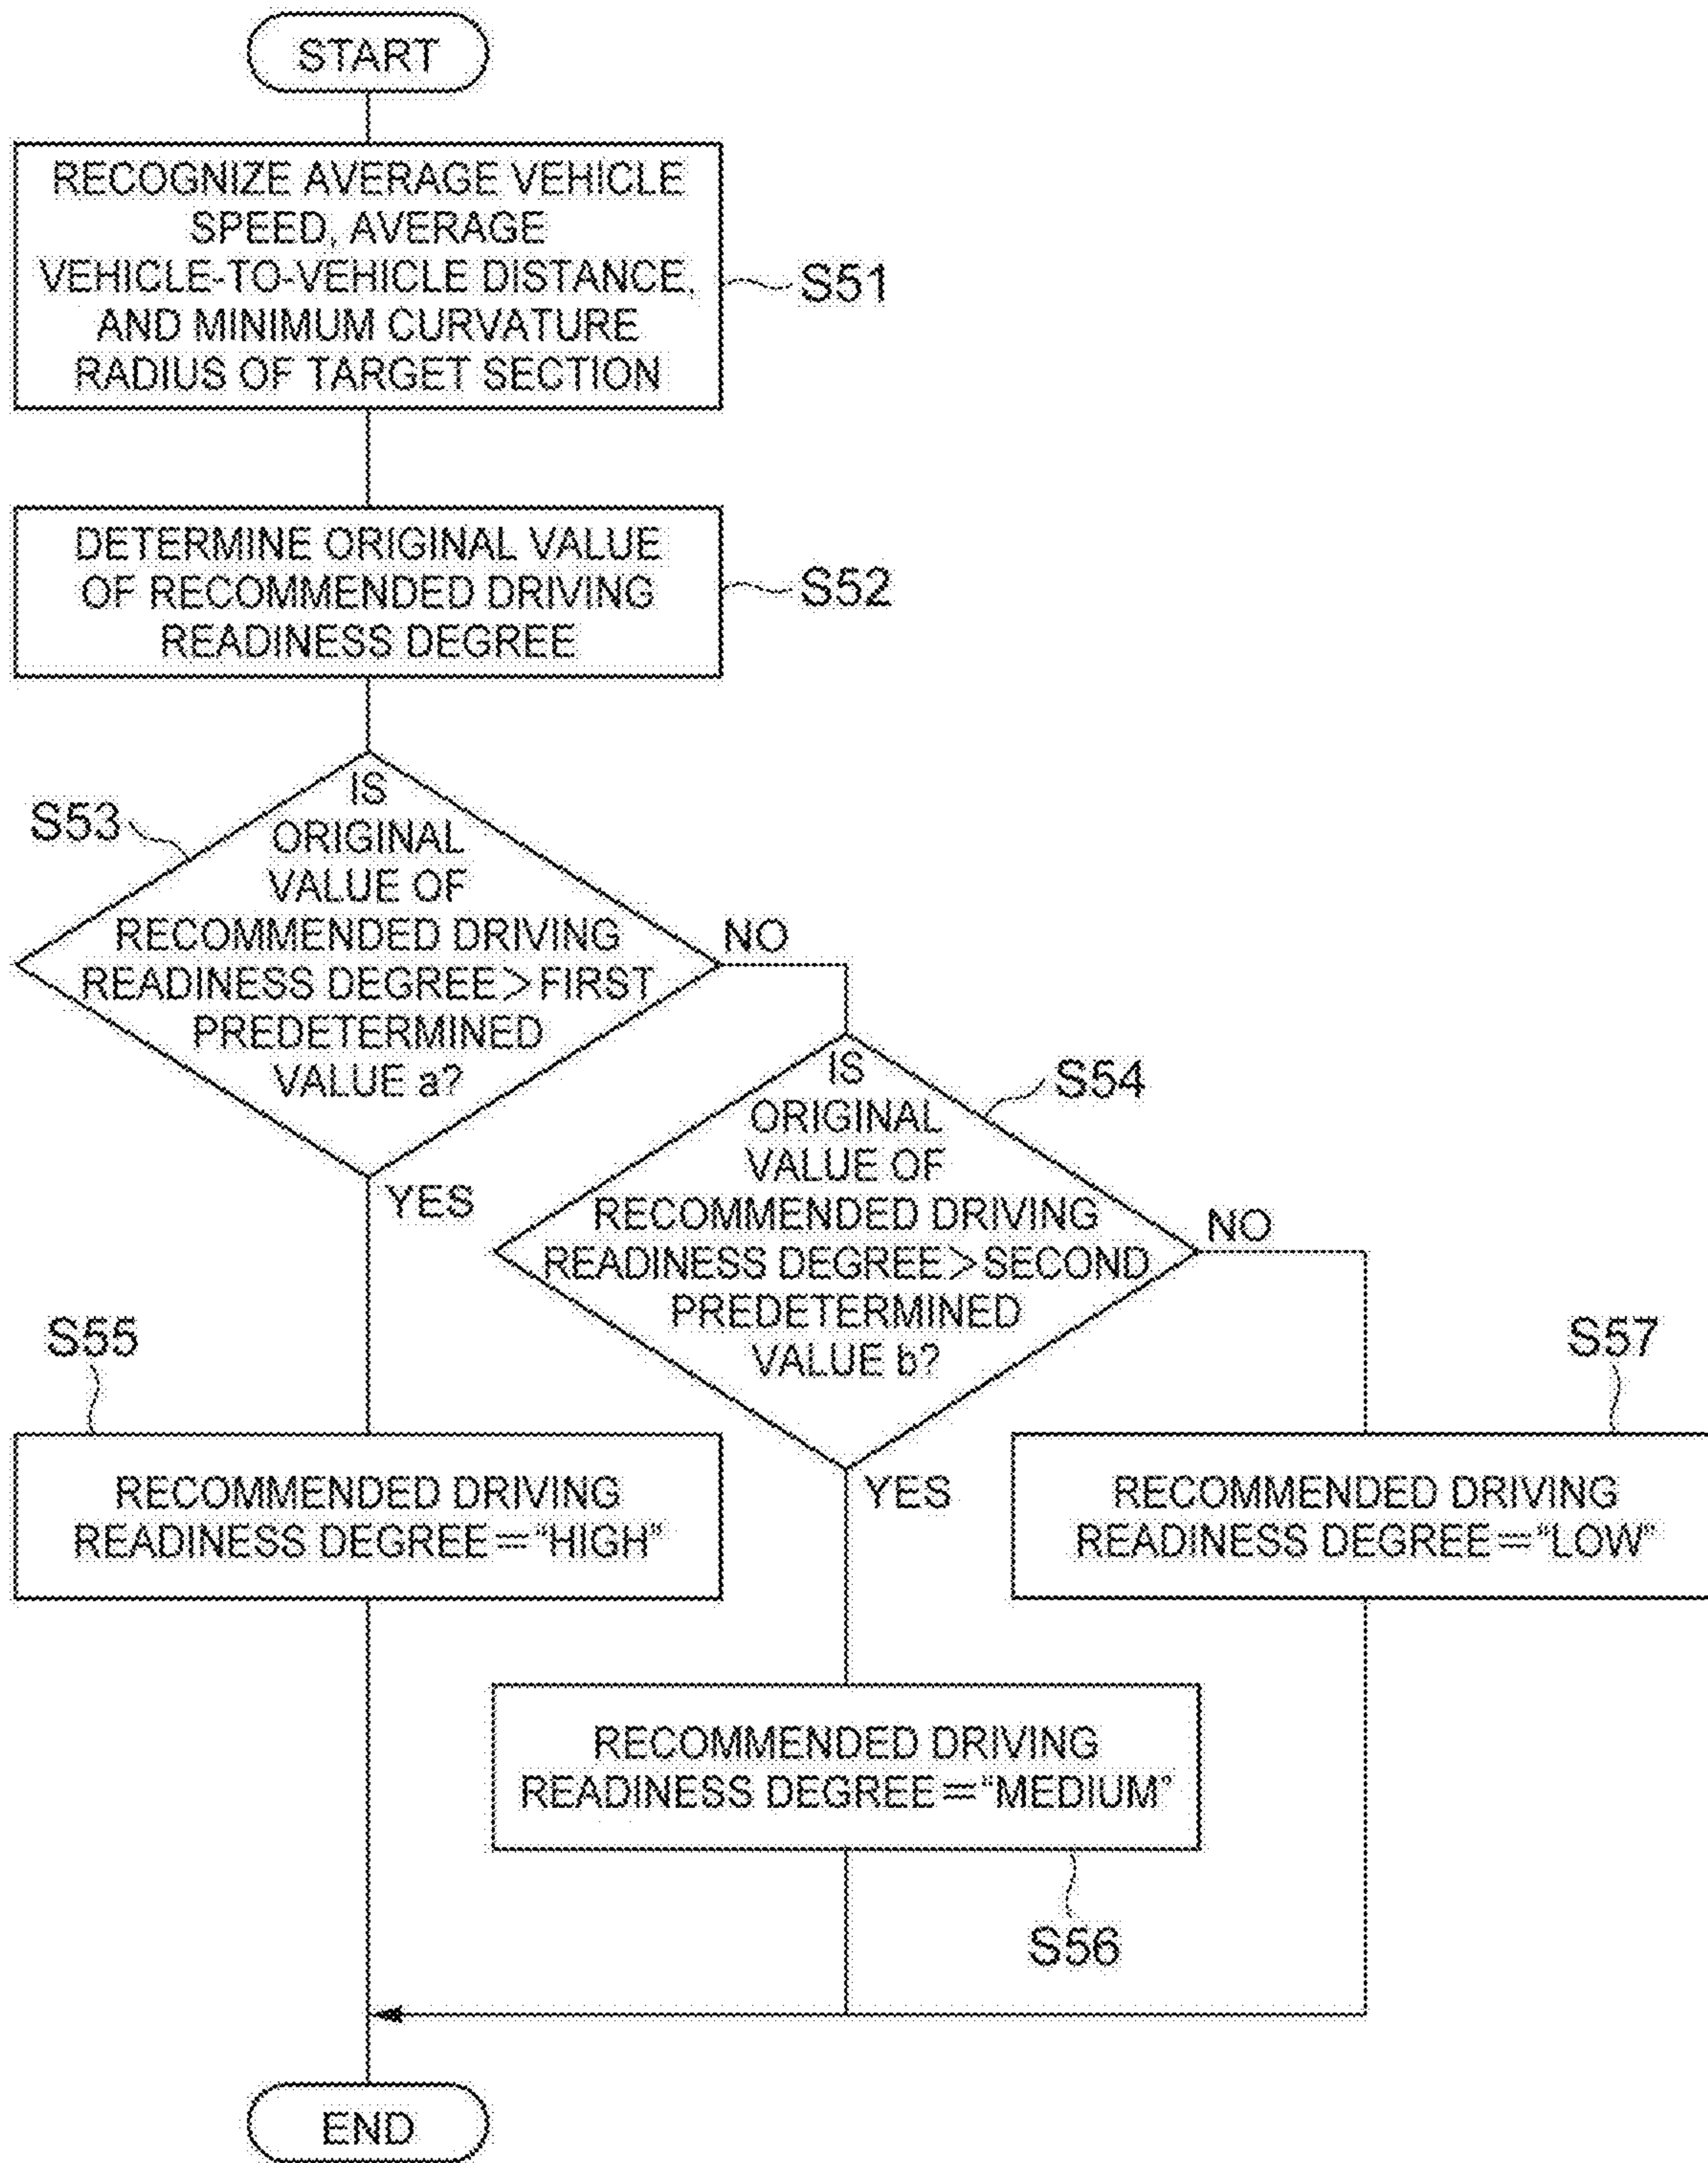 START
RECOGNIZE AVERAGE VEHICLE
SPEED, AVERAGE
VEHICLE-TO-VEHICLE DISTANCE,
AND MINIMUM CURVATURE
RADIUS OF TARGET SECTION
S51
DETERMINE ORIGINAL VALUE
OF RECOMMENDED DRIVING
READINESS DEGREE
S52
S53
IS
ORIGINAL
VALUE OF
RECOMMENDED DRIVING
READINESS DEGREE>FIRST
PREDETERMINED
VALUE a?
NO
YES
S54
IS
ORIGINAL
VALUE OF
RECOMMENDED DRIVING
READINESS DEGREE>SECOND
PREDETERMINED
VALUE b?
NO
YES
S55
RECOMMENDED DRIVING
READINESS DEGREE="HIGH"
S57
RECOMMENDED DRIVING
READINESS DEGREE="LOW"
RECOMMENDED DRIVING
READINESS DEGREE="MEDIUM"
S56
END